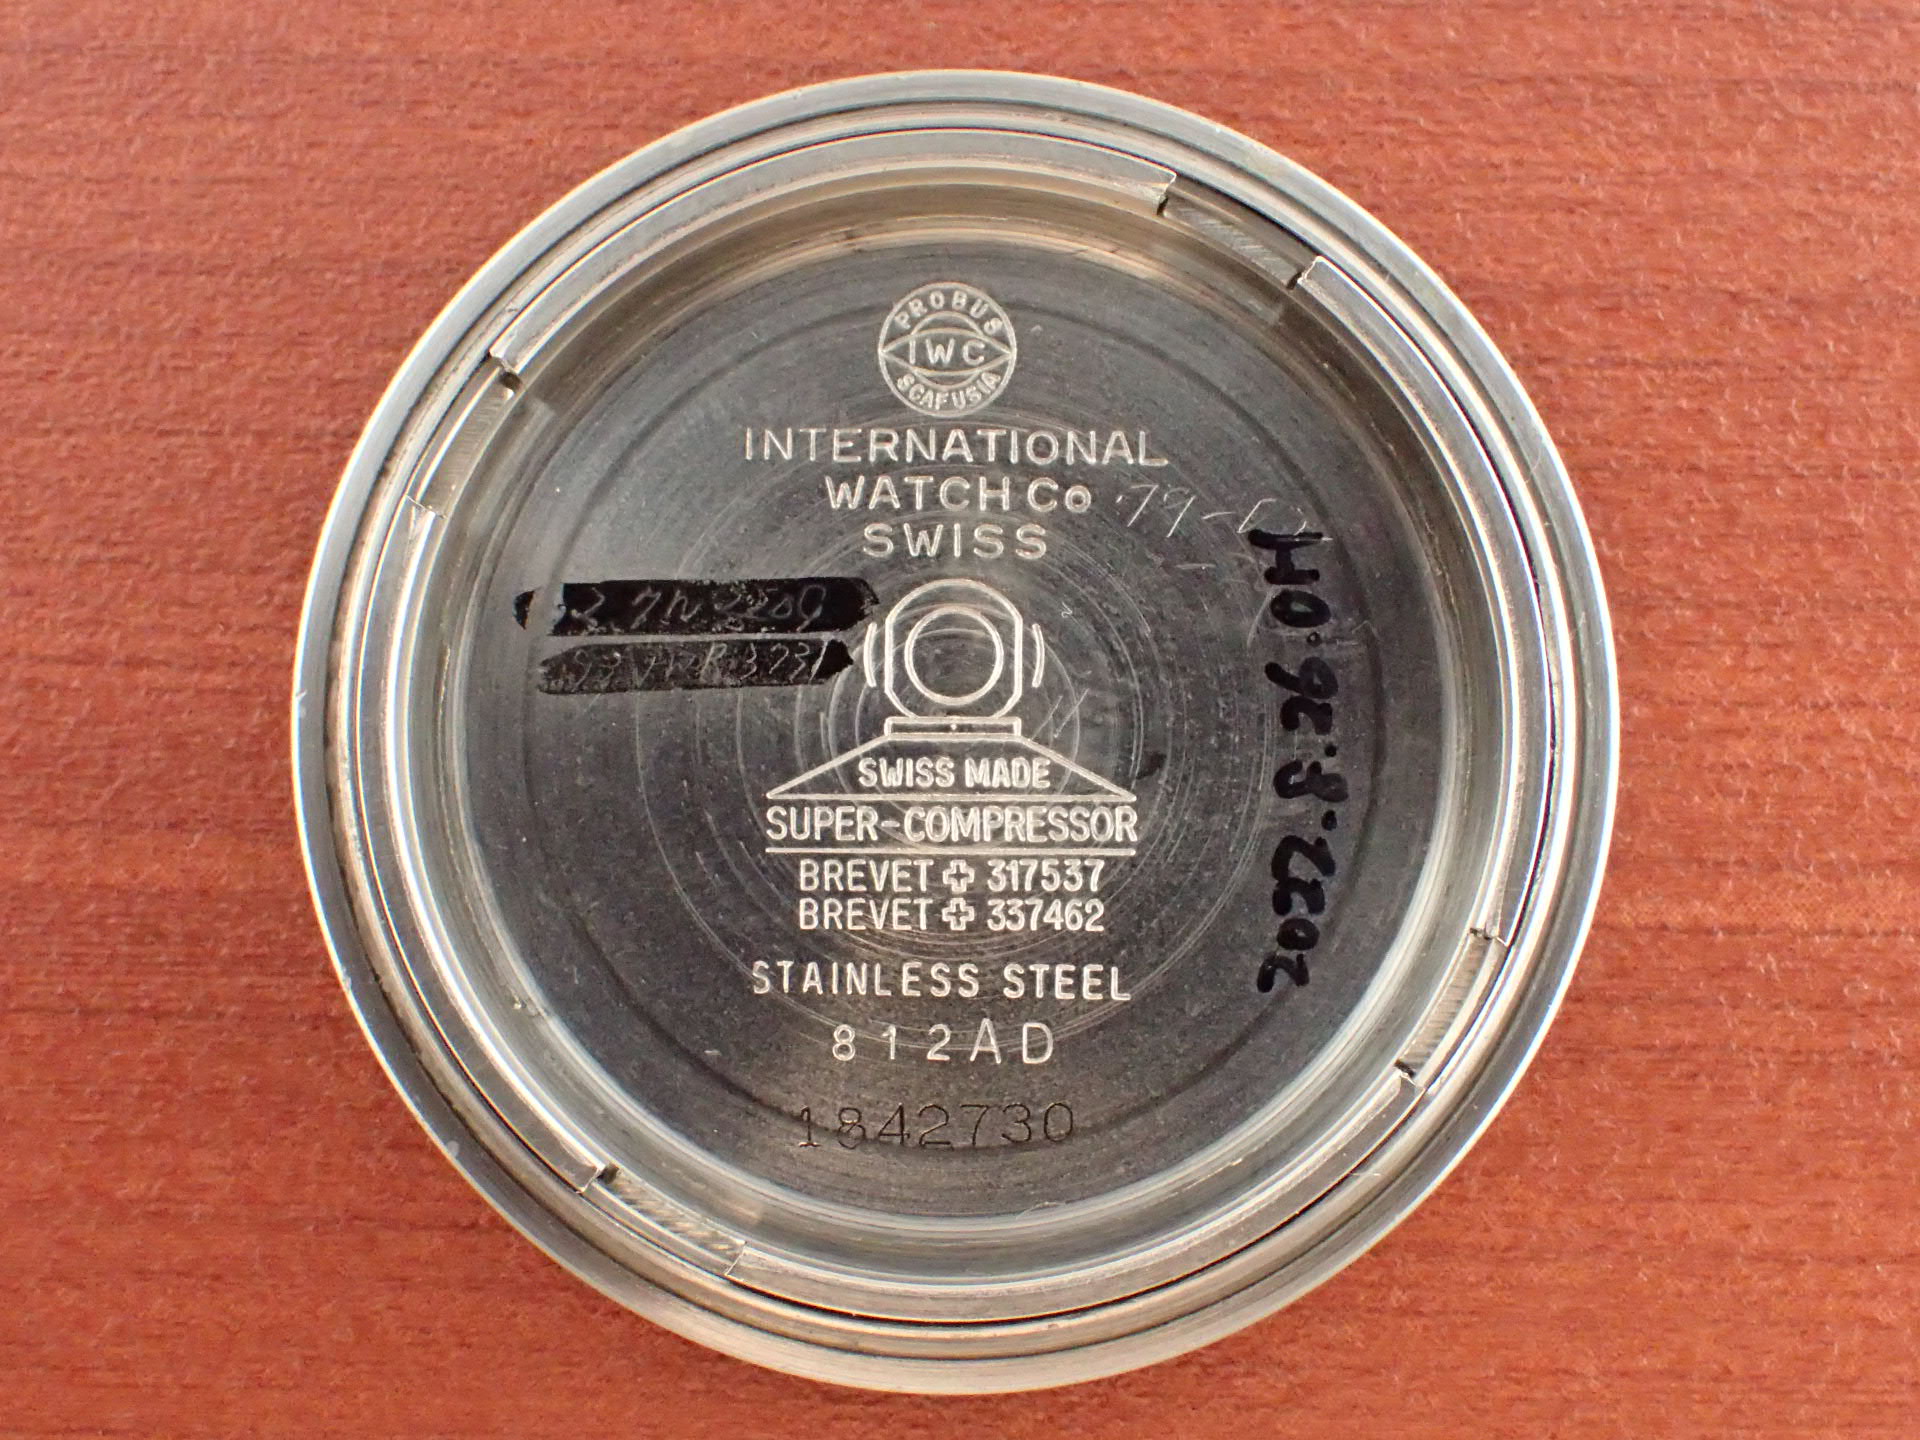 PROBUS
IWC
SCAFUSIA
INTERNATIONAL
WATCH Co
SWISS
SWISS MADE
SUPER-COMPRESSOR
BREVET ✚ 317537
BREVET ✚ 337462
STAINLESS STEEL
812AD
1842730
2022.8.26.OH